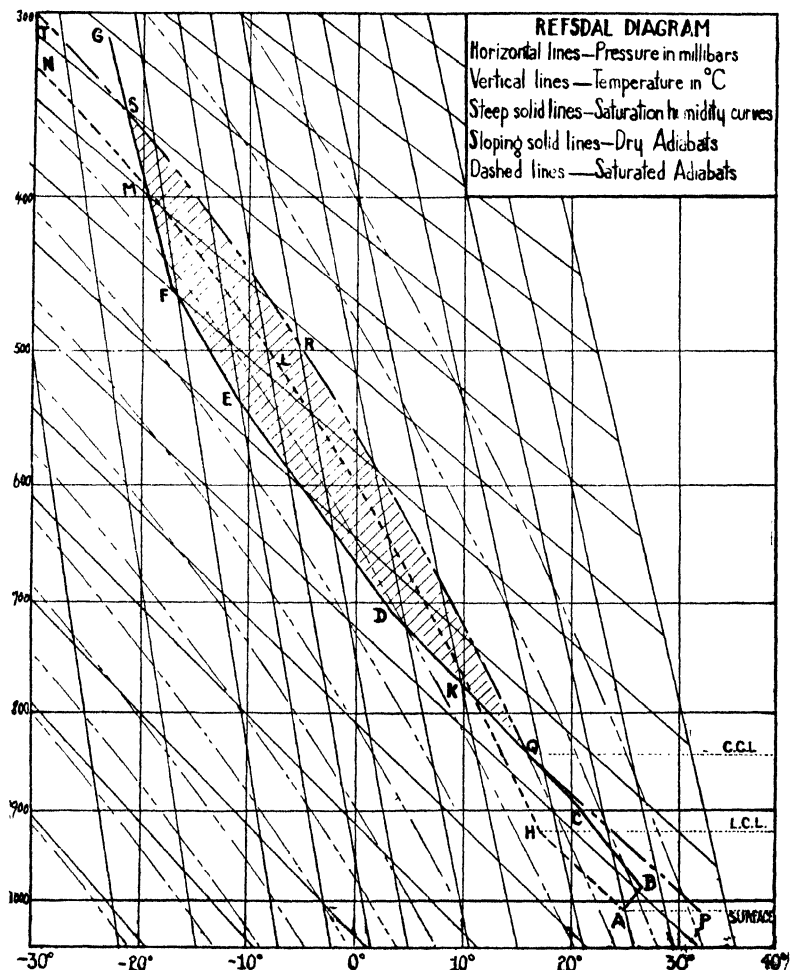 REFSDAL DIAGRAM
Horizontal lines—Pressure in millibars
Vertical lines—Temperature in °C
Steep solid lines—Saturation humidity curves
Sloping solid lines—Dry Adiabats
Dashed lines—Saturated Adiabats
300
G
T
N
S
M
400
F
R
500
L
E
600
700
D
K
800
Q
C.C.L
900
C
H
L.C.L.
B
1000
A
P
SURFACE
-30° -20° -10° 0° 10° 20° 30° 40°